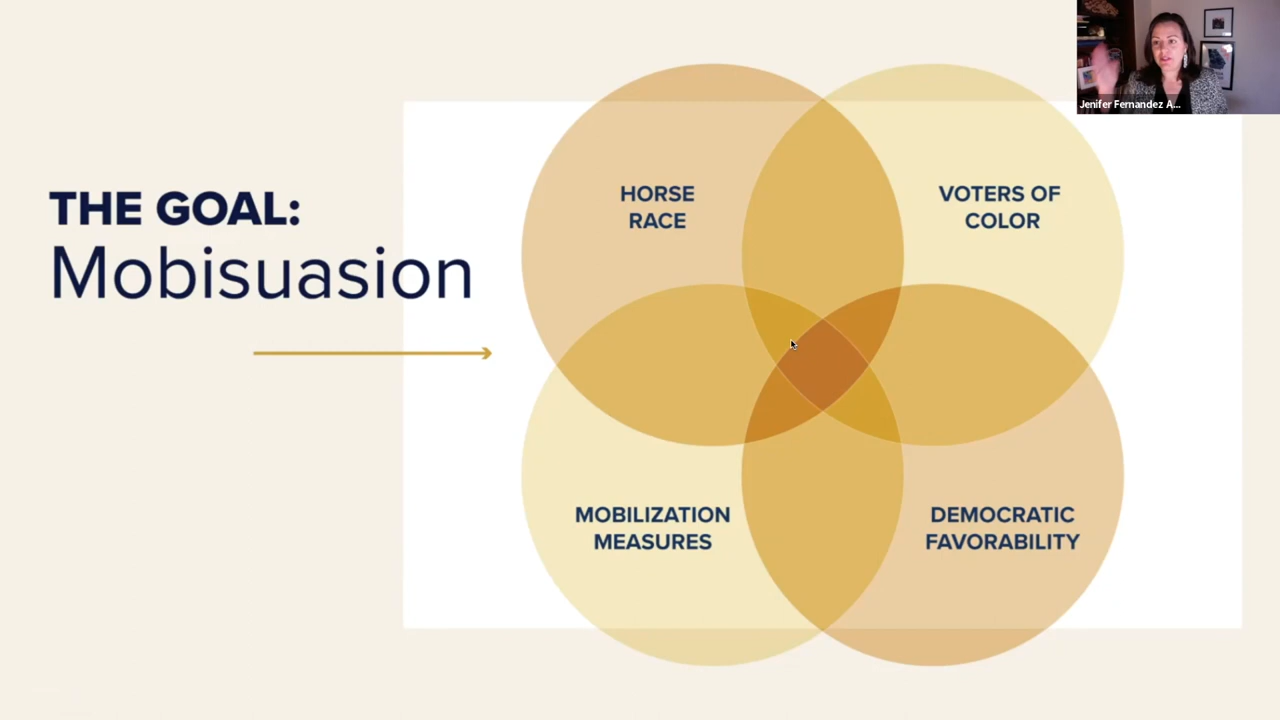 THE GOAL:
Mobisuasion
HORSE
RACE
VOTERS OF
COLOR
MOBILIZATION
MEASURES
DEMOCRATIC
FAVORABILITY
Jenifer Fernandez A...